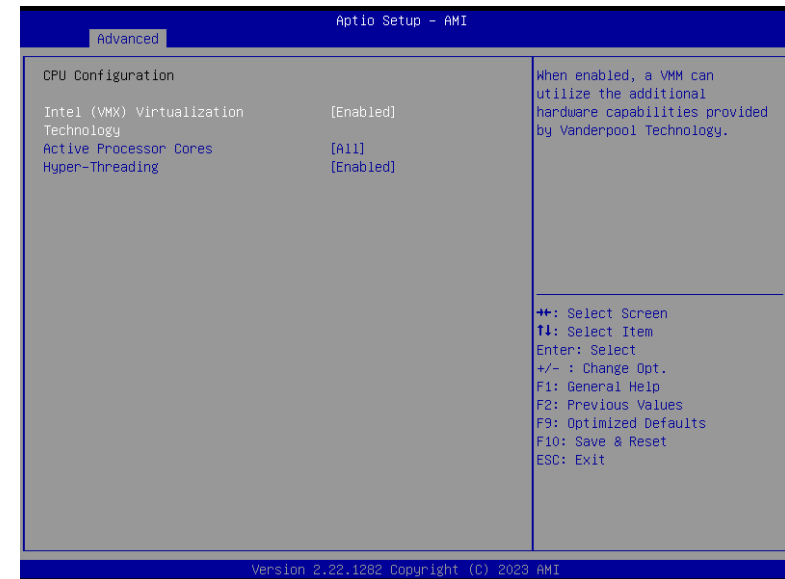 Aptio Setup – AMI
Advanced
CPU Configuration
Intel (VMX) Virtualization [Enabled]
Technology
Active Processor Cores [All]
Hyper-Threading [Enabled]
When enabled, a VMM can
utilize the additional
hardware capabilities provided
by Vanderpool Technology.
→←: Select Screen
↑↓: Select Item
Enter: Select
+/- : Change Opt.
F1: General Help
F2: Previous Values
F9: Optimized Defaults
F10: Save & Reset
ESC: Exit
Version 2.22.1282 Copyright (C) 2023 AMI